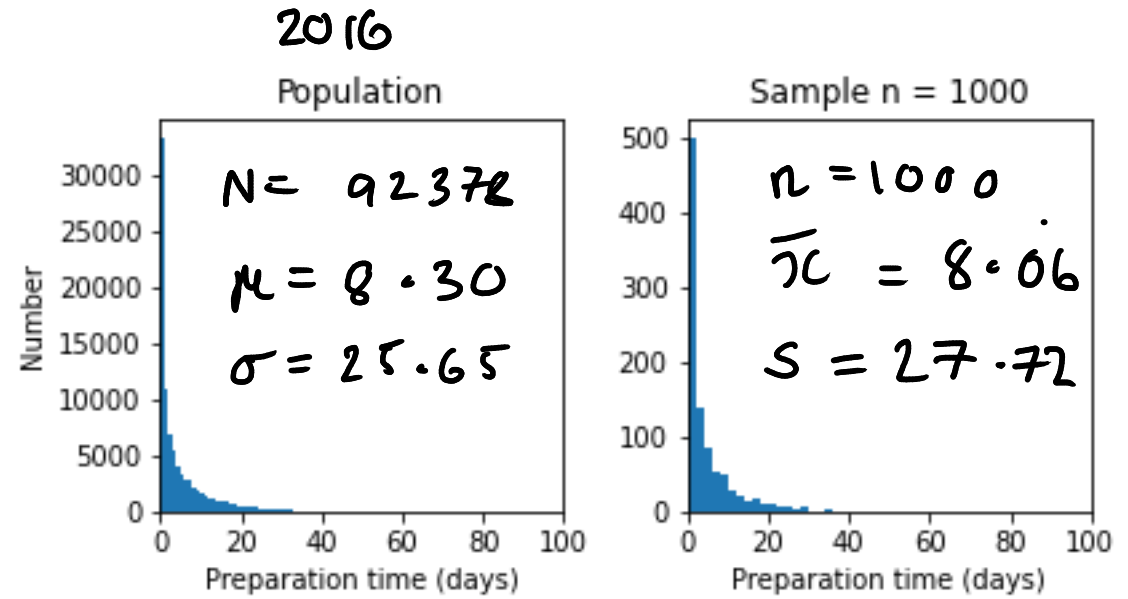 2016
Population
30000
25000
20000
15000
10000
5000
0
Number
0 20 40 60 80 100
Preparation time (days)
N = 92378
μ = 8.30
σ = 25.65
Sample n = 1000
500
400
300
200
100
0
0 20 40 60 80 100
Preparation time (days)
n = 1000
x̄ = 8.06
s = 27.72